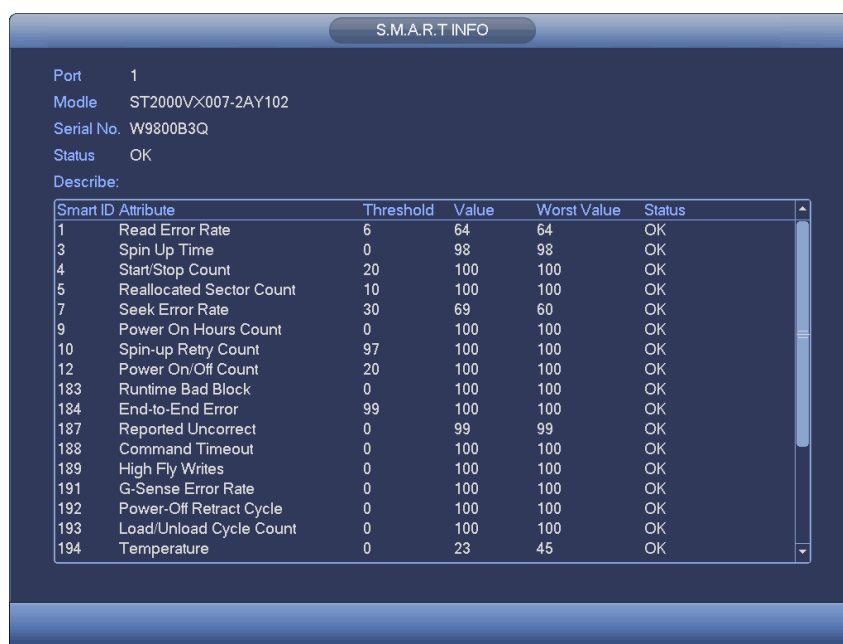 S.M.A.R.T INFO
Port 1
Modle ST2000VX007-2AY102
Serial No. W9800B3Q
Status OK
Describe:
Smart ID Attribute Threshold Value Worst Value Status
1 Read Error Rate 6 64 64 OK
3 Spin Up Time 0 98 98 OK
4 Start/Stop Count 20 100 100 OK
5 Reallocated Sector Count 10 100 100 OK
7 Seek Error Rate 30 69 60 OK
9 Power On Hours Count 0 100 100 OK
10 Spin-up Retry Count 97 100 100 OK
12 Power On/Off Count 20 100 100 OK
183 Runtime Bad Block 0 100 100 OK
184 End-to-End Error 99 100 100 OK
187 Reported Uncorrect 0 99 99 OK
188 Command Timeout 0 100 100 OK
189 High Fly Writes 0 100 100 OK
191 G-Sense Error Rate 0 100 100 OK
192 Power-Off Retract Cycle 0 100 100 OK
193 Load/Unload Cycle Count 0 100 100 OK
194 Temperature 0 23 45 OK